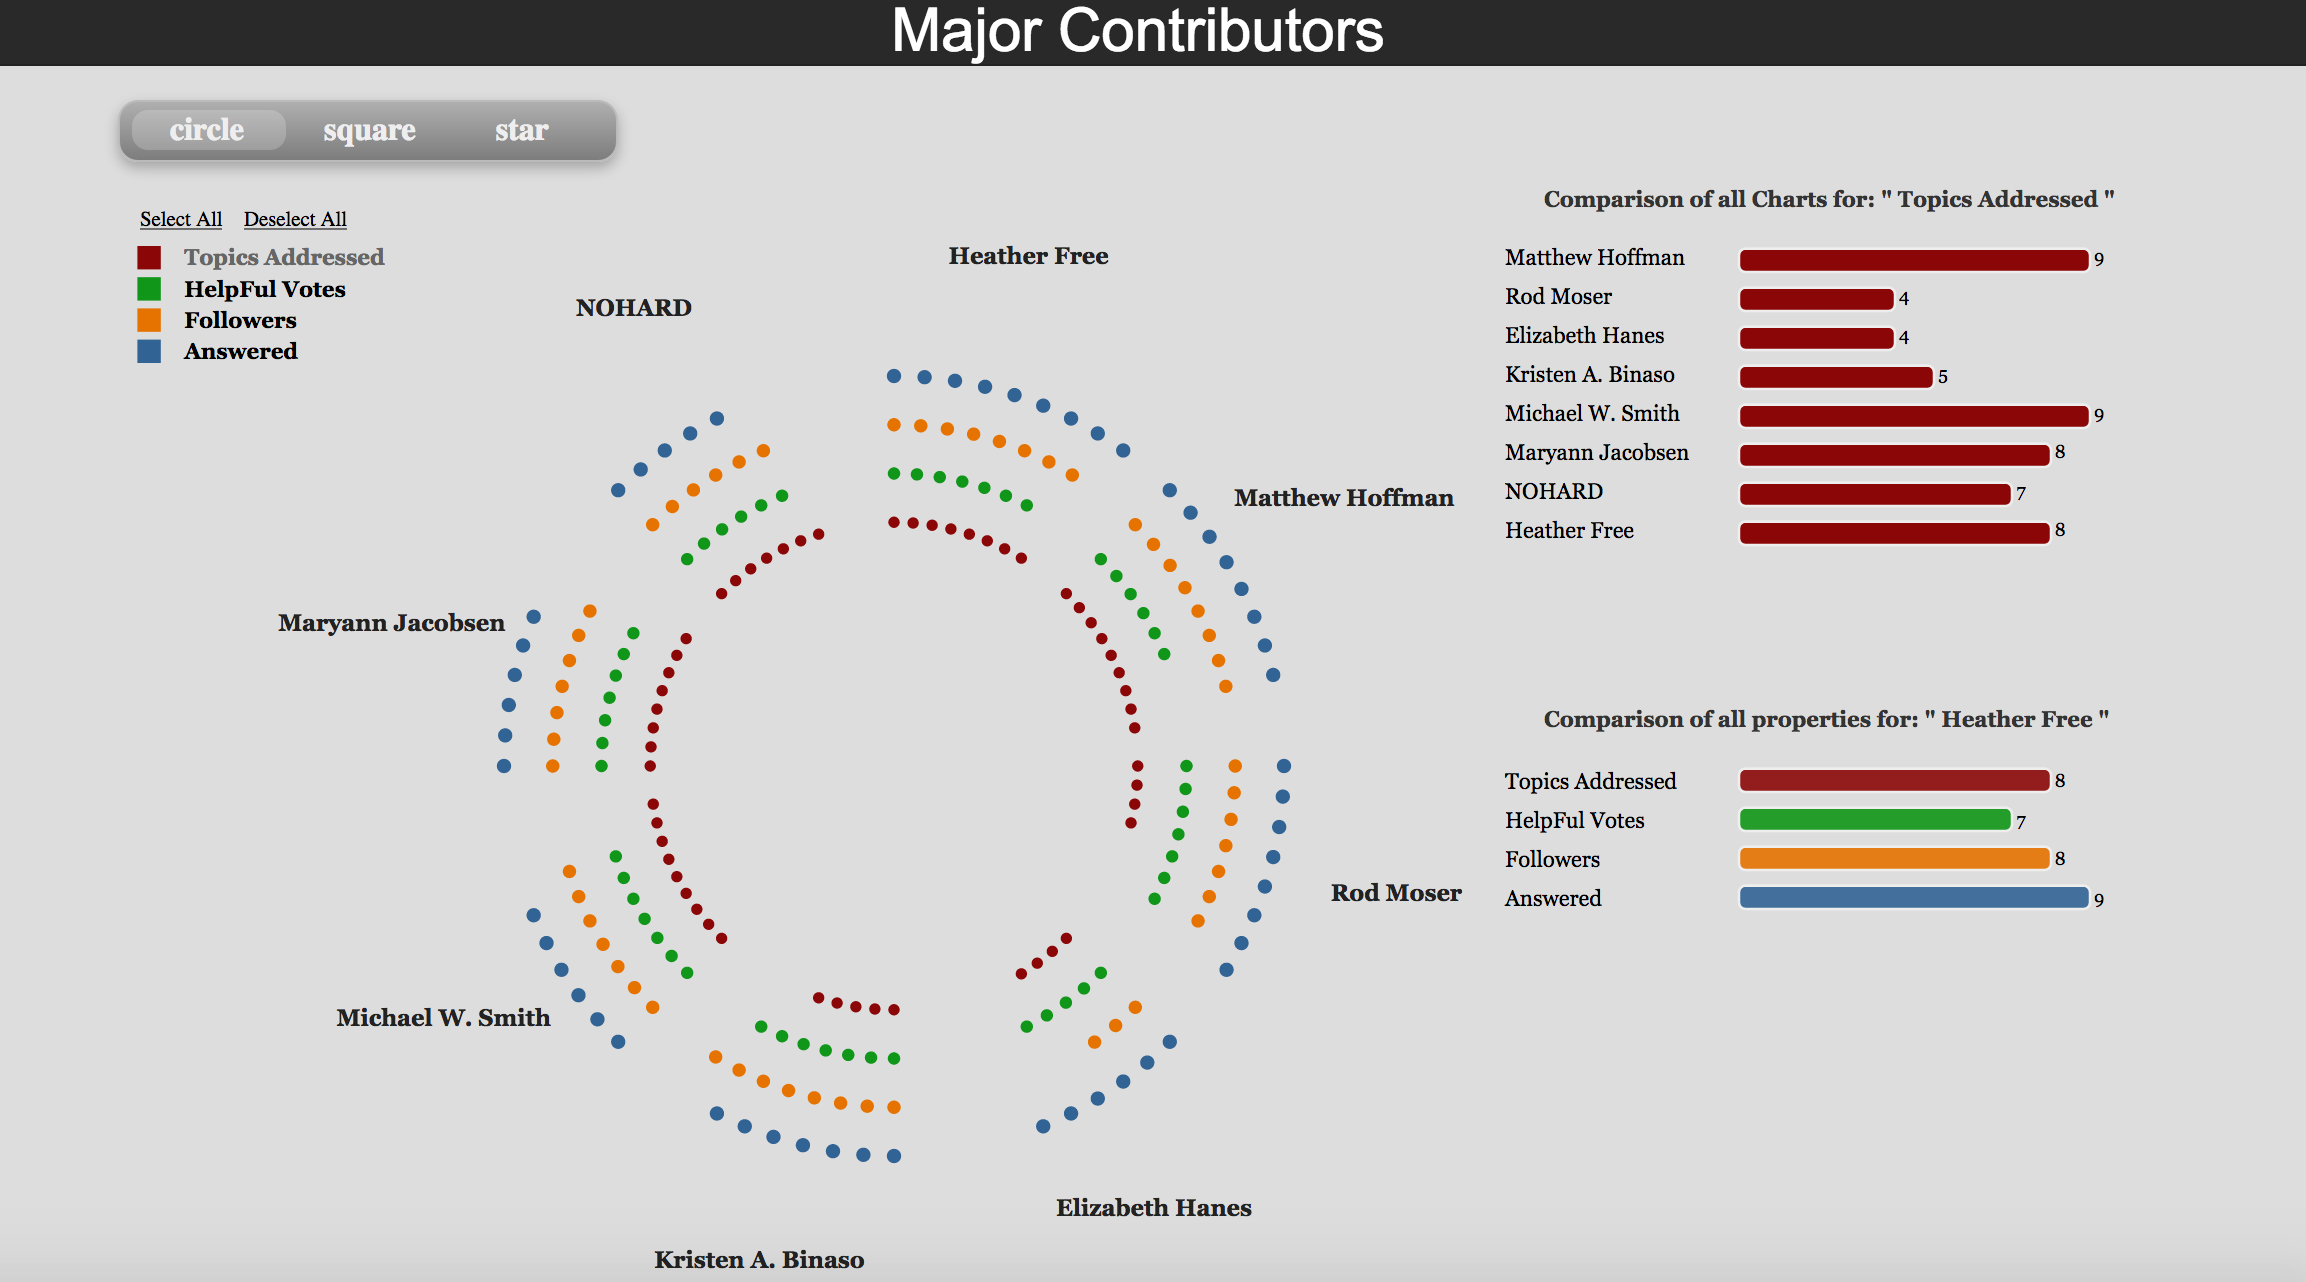 Major Contributors
circle square star
Select All Deselect All
Topics Addressed
HelpFul Votes
Followers
Answered
Heather Free
NOHARD
Matthew Hoffman
Maryann Jacobsen
Rod Moser
Michael W. Smith
Elizabeth Hanes
Kristen A. Binaso
Comparison of all Charts for: " Topics Addressed "
Matthew Hoffman 9
Rod Moser 4
Elizabeth Hanes 4
Kristen A. Binaso 5
Michael W. Smith 9
Maryann Jacobsen 8
NOHARD 7
Heather Free 8
Comparison of all properties for: " Heather Free "
Topics Addressed 8
HelpFul Votes 7
Followers 8
Answered 9